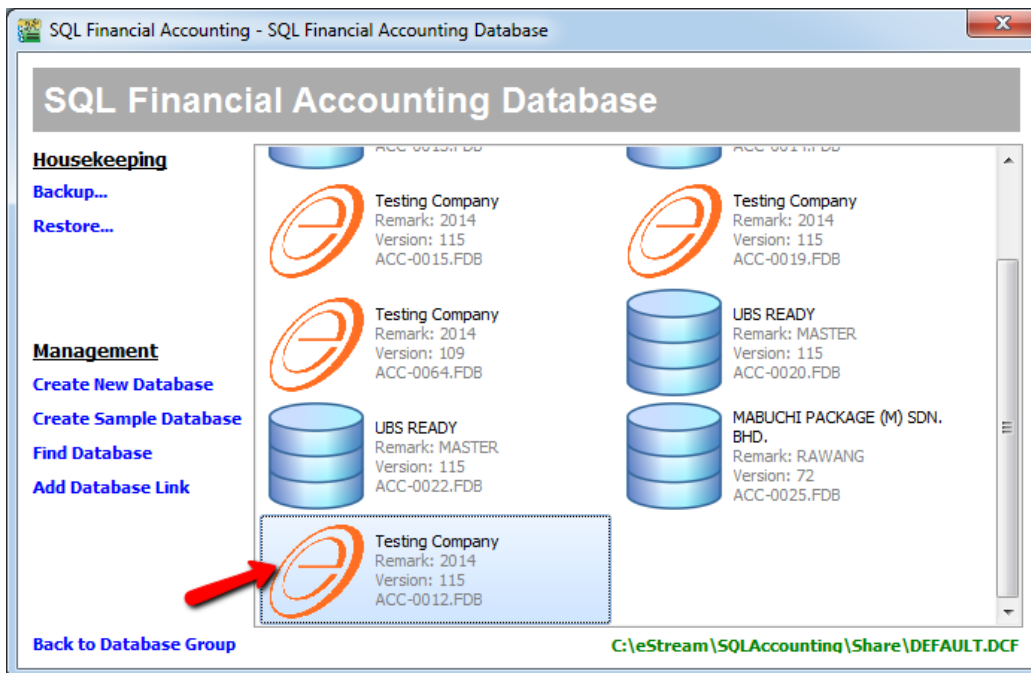 SQL Financial Accounting - SQL Financial Accounting Database
SQL Financial Accounting Database
Housekeeping
Backup...
Restore...
Management
Create New Database
Create Sample Database
Find Database
Add Database Link
Back to Database Group
Testing Company
Remark: 2014
Version: 115
ACC-0015.FDB
Testing Company
Remark: 2014
Version: 115
ACC-0019.FDB
Testing Company
Remark: 2014
Version: 109
ACC-0064.FDB
UBS READY
Remark: MASTER
Version: 115
ACC-0020.FDB
UBS READY
Remark: MASTER
Version: 115
ACC-0022.FDB
MABUCHI PACKAGE (M) SDN.
BHD.
Remark: RAWANG
Version: 72
ACC-0025.FDB
Testing Company
Remark: 2014
Version: 115
ACC-0012.FDB
C:\eStream\SQLAccounting\Share\DEFAULT.DCF